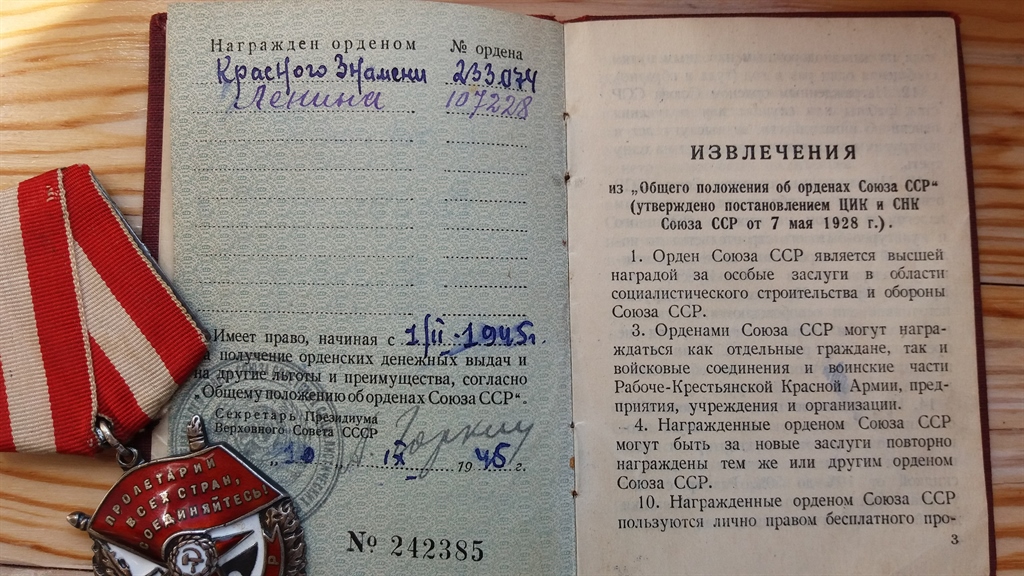 Награжден орденом № ордена
Красного Знамени 233.074
Ленина 107228
Имеет право, начиная с 1/II-1945г.
на получение орденских денежных выдач и
на другие льготы и преимущества, согласно
„Общему положению об орденах Союза ССР“.
Секретарь Президиума
Верховного Совета СССР
„10 IX 1945 г.
№ 242385
ПРОЛЕТАРИИ
ВСЕХ СТРАН,
СОЕДИНЯЙТЕСЬ!
ИЗВЛЕЧЕНИЯ
из „Общего положения об орденах Союза ССР“
(утверждено постановлением ЦИК и СНК
Союза ССР от 7 мая 1928 г.).
1. Орден Союза ССР является высшей
наградой за особые заслуги в области
социалистического строительства и обороны
Союза ССР.
3. Орденами Союза ССР могут награ-
ждаться как отдельные граждане, так и
войсковые соединения и воинские части
Рабоче-Крестьянской Красной Армии, пред-
приятия, учреждения и организации.
4. Награжденные орденом Союза ССР
могут быть за новые заслуги повторно
награждены тем же или другим орденом
Союза ССР.
10. Награжденные орденом Союза ССР
пользуются лично правом бесплатного про-
3